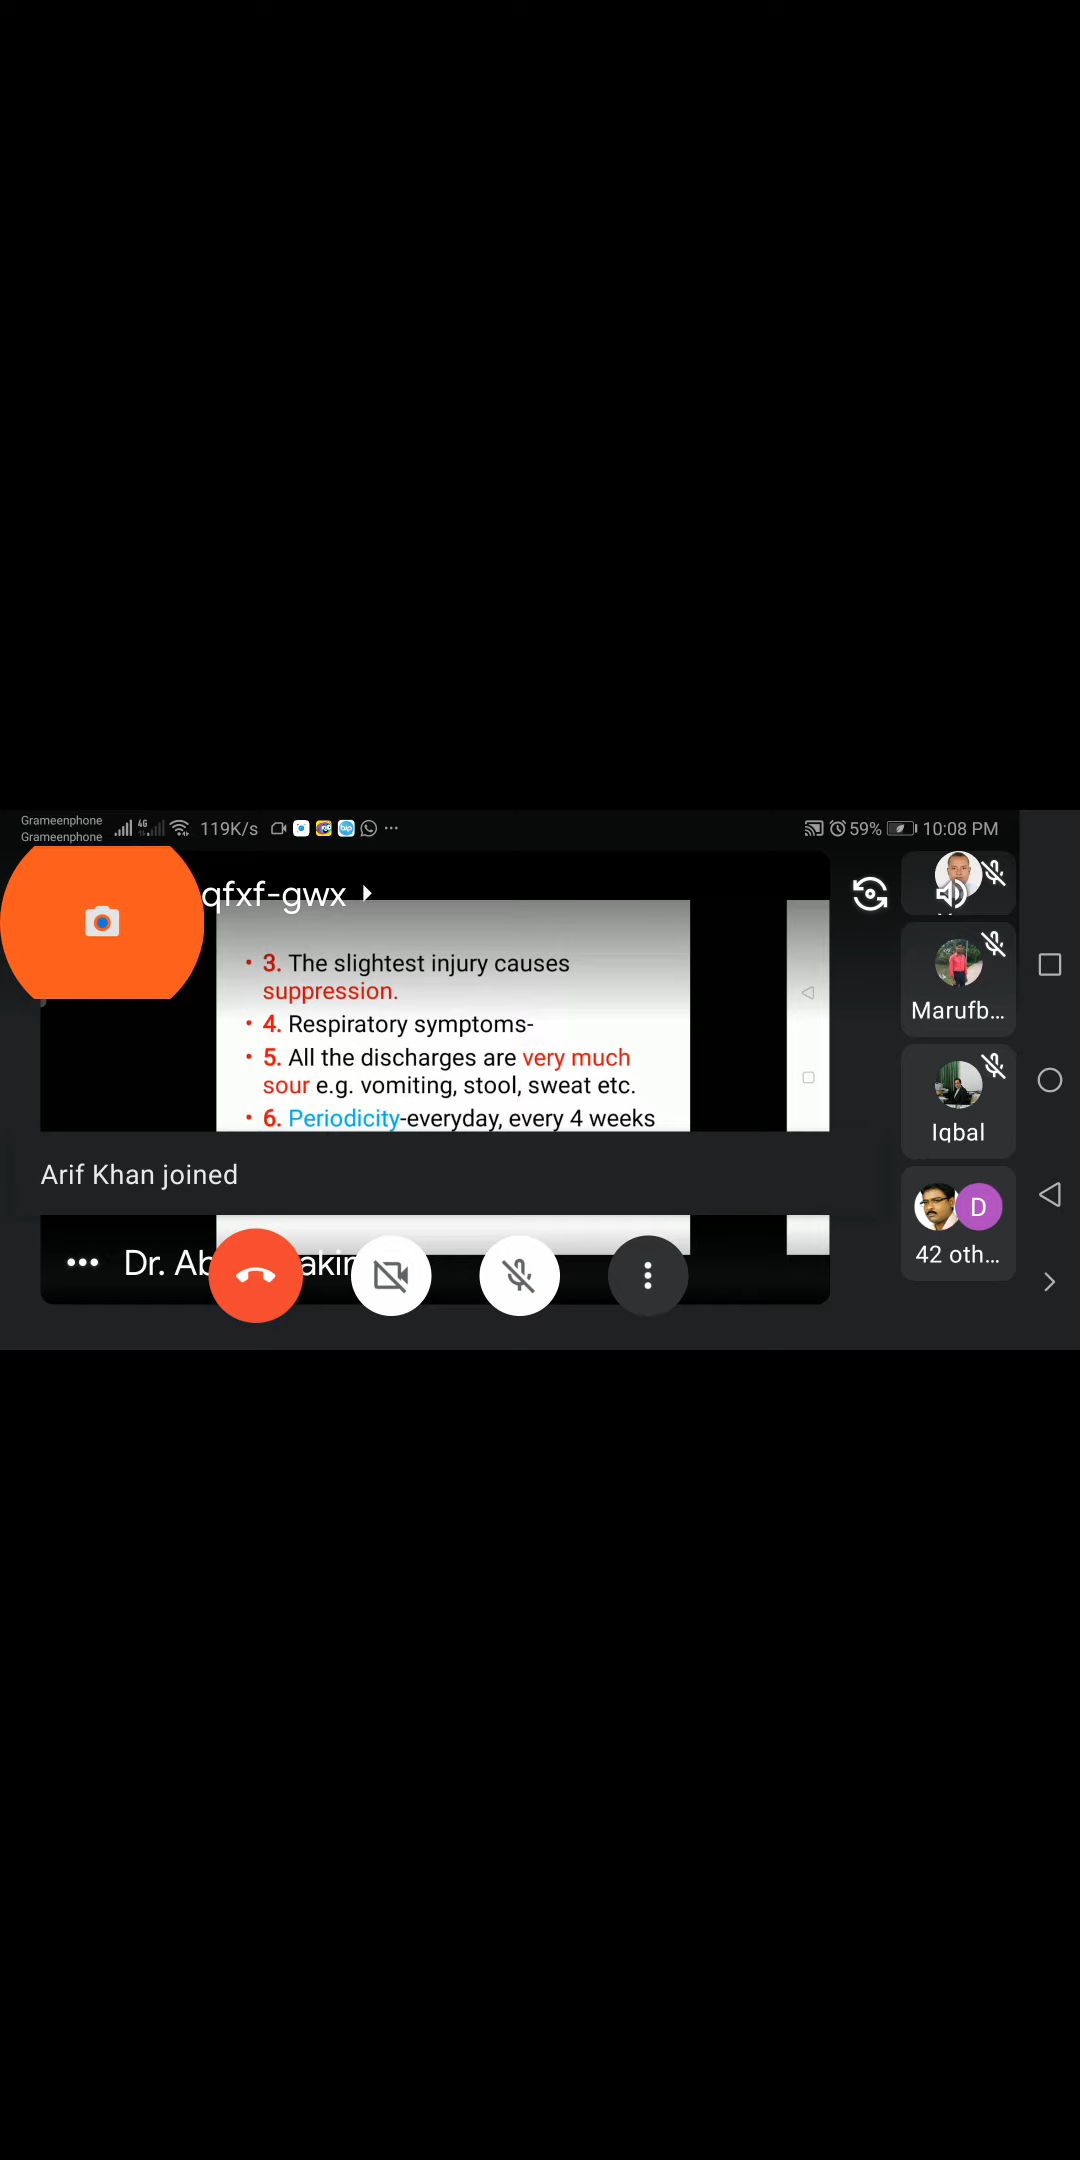 Grameenphone
Grameenphone
4G
119K/s
59%
10:08 PM
qfxf-gwx
• 3. The slightest injury causes
suppression.
• 4. Respiratory symptoms-
• 5. All the discharges are very much
sour e.g. vomiting, stool, sweat etc.
• 6. Periodicity-everyday, every 4 weeks
Arif Khan joined
Dr. Ab
Marufb...
Iqbal
D
42 oth...